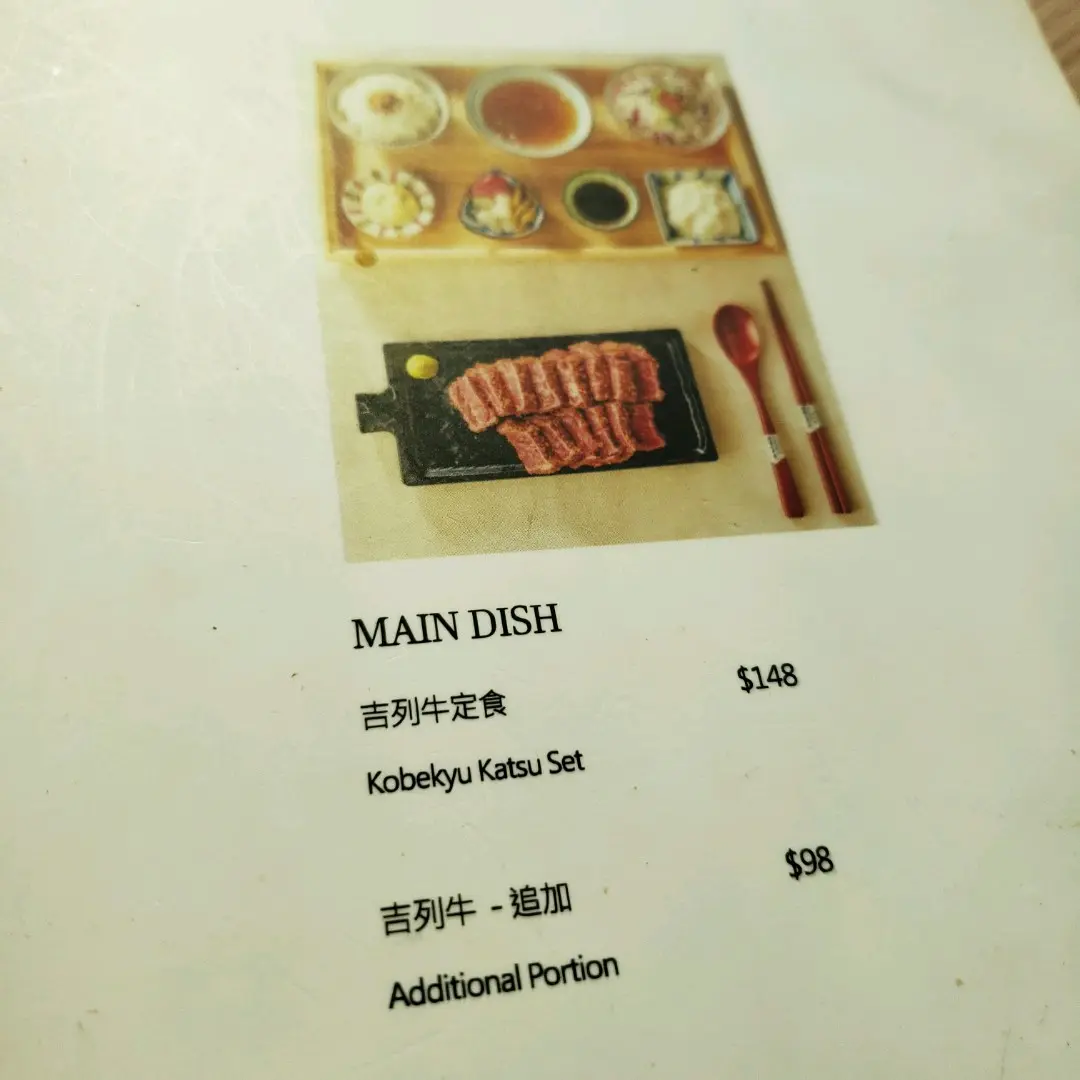 MAIN DISH
吉列牛定食 $148
Kobekyu Katsu Set
吉列牛 - 追加 $98
Additional Portion